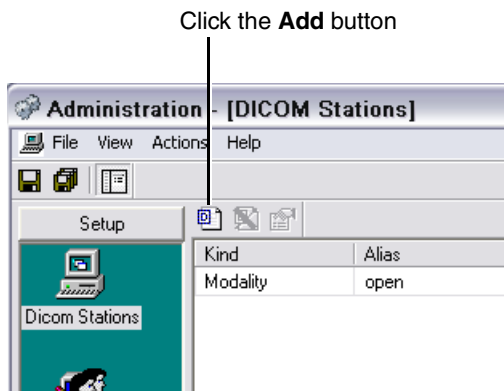 Click the Add button
Administration - [DICOM Stations]
File View Actions Help
Setup
Kind Alias
Modality open
Dicom Stations